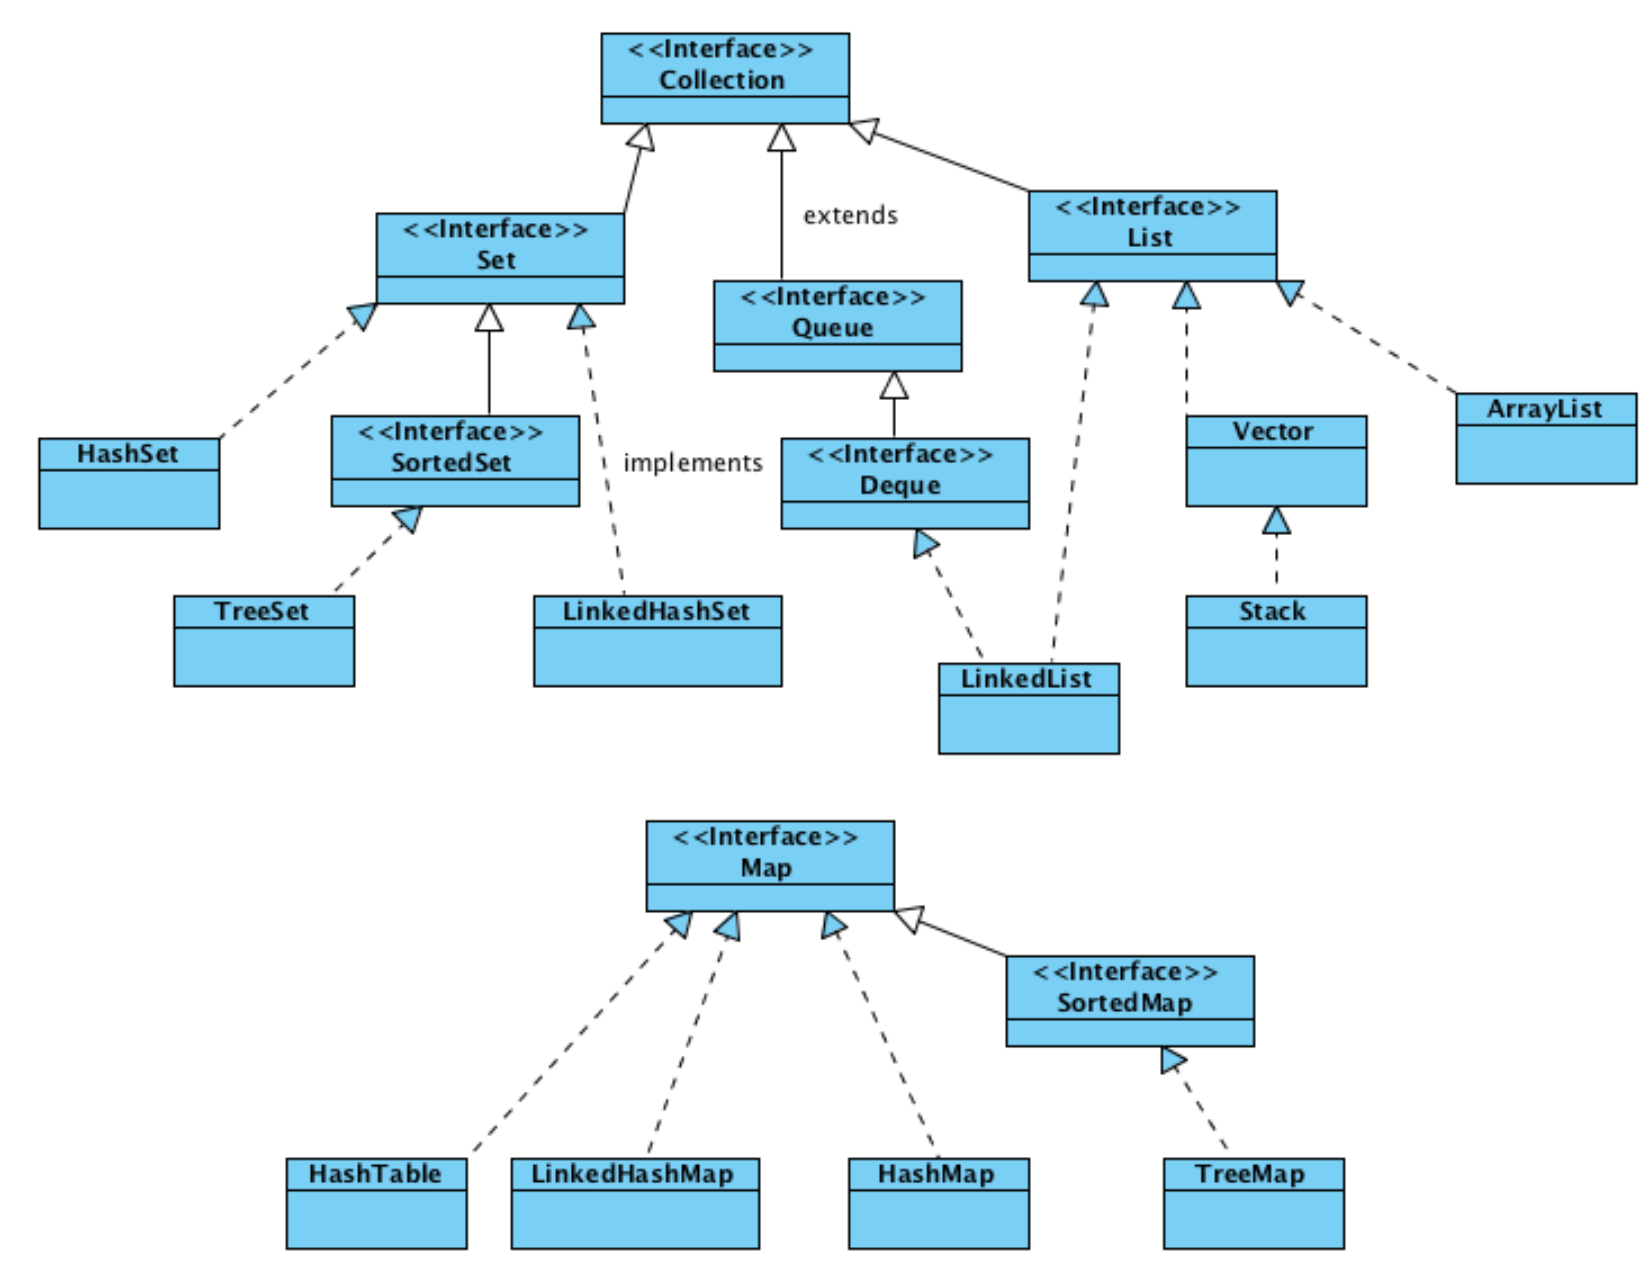 <<Interface>>
Collection
<<Interface>>
List
extends
<<Interface>>
Set
<<Interface>>
Queue
ArrayList
<<Interface>>
SortedSet
Vector
HashSet
implements
<<Interface>>
Deque
TreeSet
LinkedHashSet
Stack
LinkedList
<<Interface>>
Map
<<Interface>>
SortedMap
HashTable
LinkedHashMap
HashMap
TreeMap